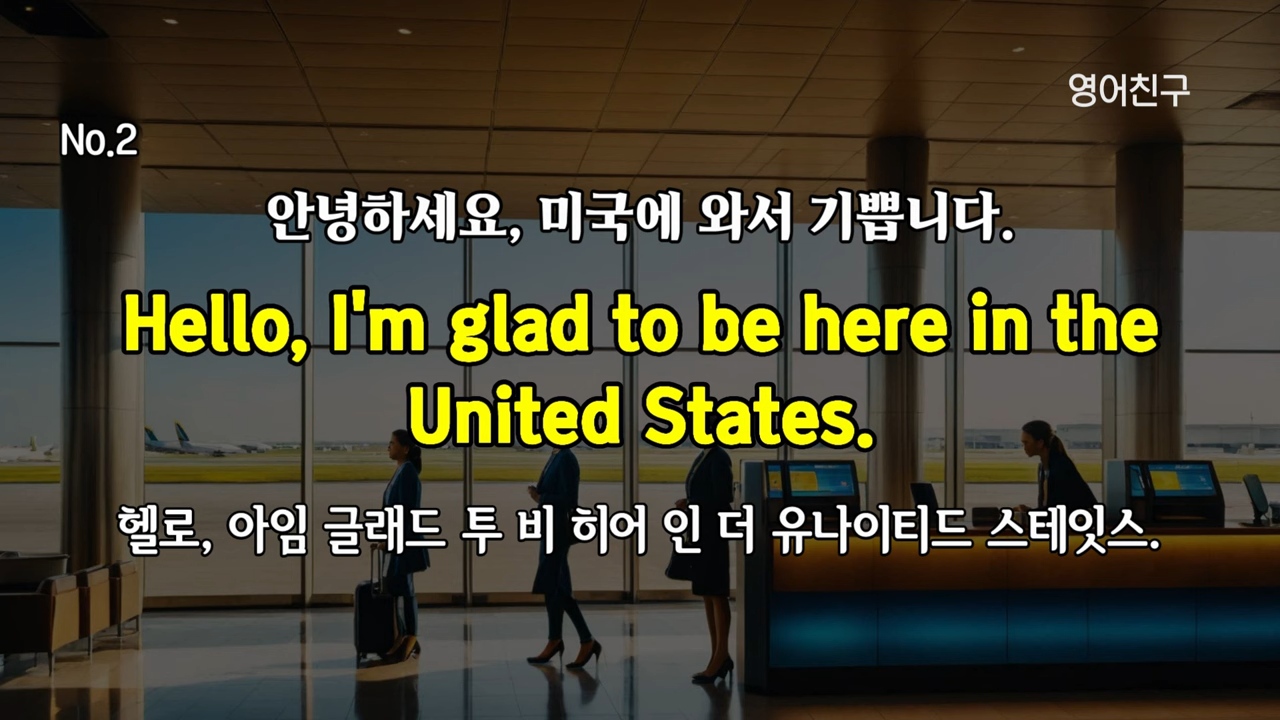 영어친구
No.2
안녕하세요, 미국에 와서 기쁩니다.
Hello, I'm glad to be here in the
United States.
헬로, 아임 글래드 투 비 히어 인 더 유나이티드 스테잇스.